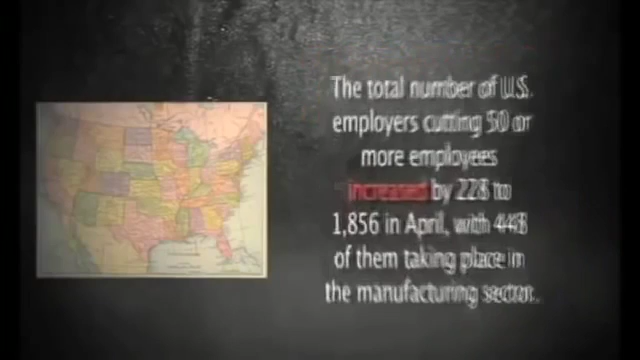 The total number of U.S.
employers cutting 50 or
more employees
increased by 228 to
1,856 in April, with 448
of them taking place in
the manufacturing sector.